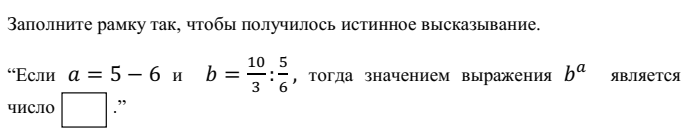 Заполните рамку так, чтобы получилось истинное высказывание.
“Если a = 5 − 6 и b = 10/3 : 5/6, тогда значением выражения b^a является
число .”